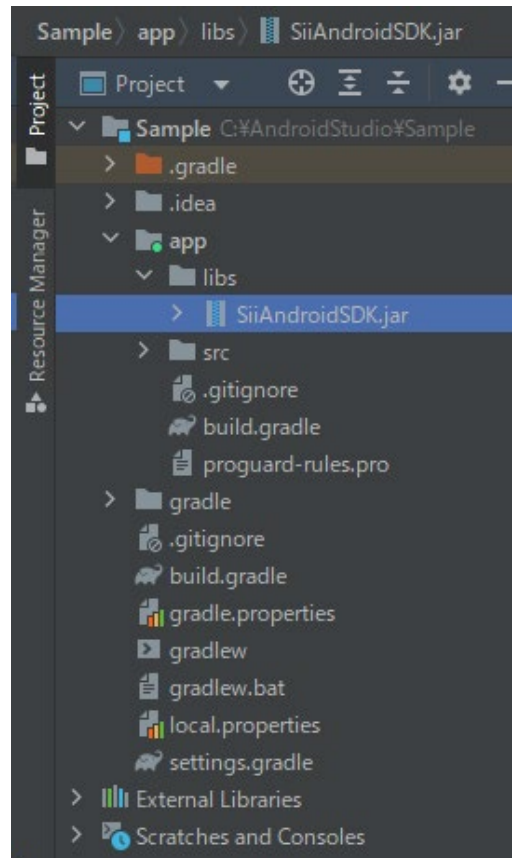 Sample 〉 app 〉 libs 〉 SiiAndroidSDK.jar
Project
Project
Resource Manager
Sample C:¥AndroidStudio¥Sample
.gradle
.idea
app
libs
SiiAndroidSDK.jar
src
.gitignore
build.gradle
proguard-rules.pro
gradle
.gitignore
build.gradle
gradle.properties
gradlew
gradlew.bat
local.properties
settings.gradle
External Libraries
Scratches and Consoles